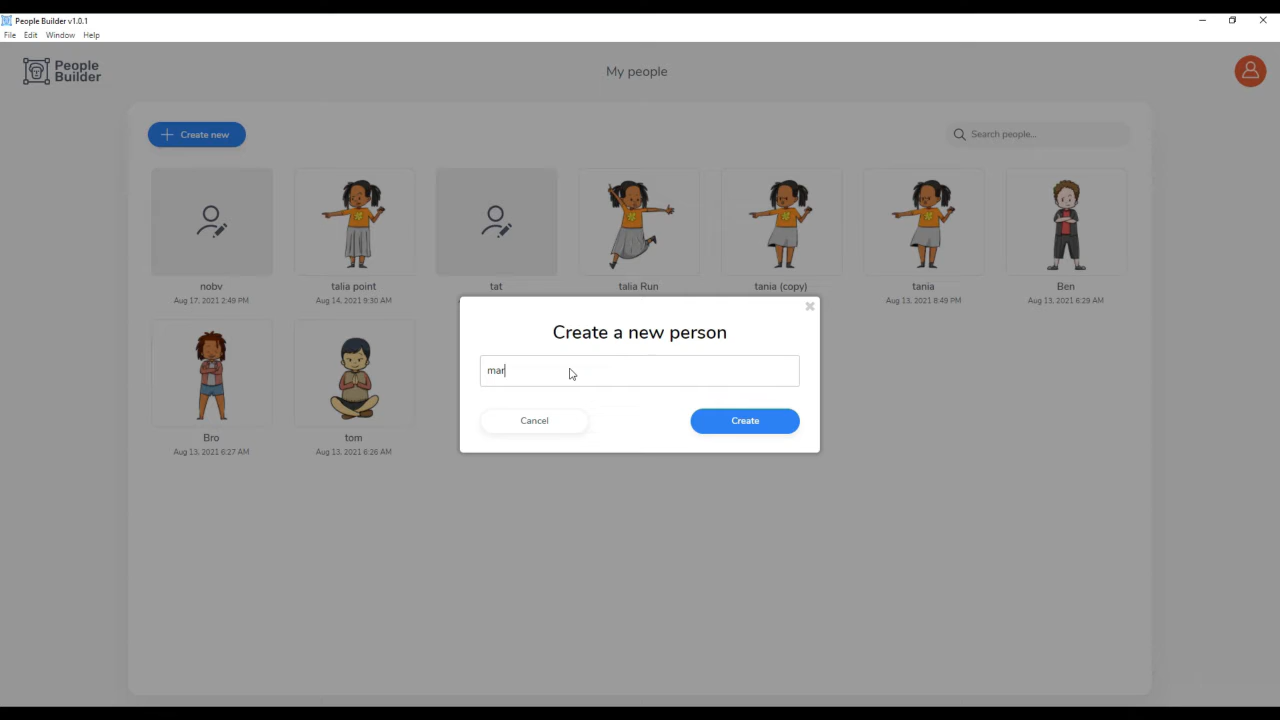 People Builder v1.0.1
File Edit Window Help
People
Builder
My people
Create new
Search people...
nobv
talia point
tat
talia Run
tania (copy)
tania
Ben
Aug 17, 2021 2:49 PM
Aug 14, 2021 9:30 AM
Aug 13, 2021 8:49 PM
Aug 13, 2021 8:29 AM
Create a new person
mar
Cancel
Create
Bro
tom
Aug 13, 2021 6:27 AM
Aug 13, 2021 6:26 AM